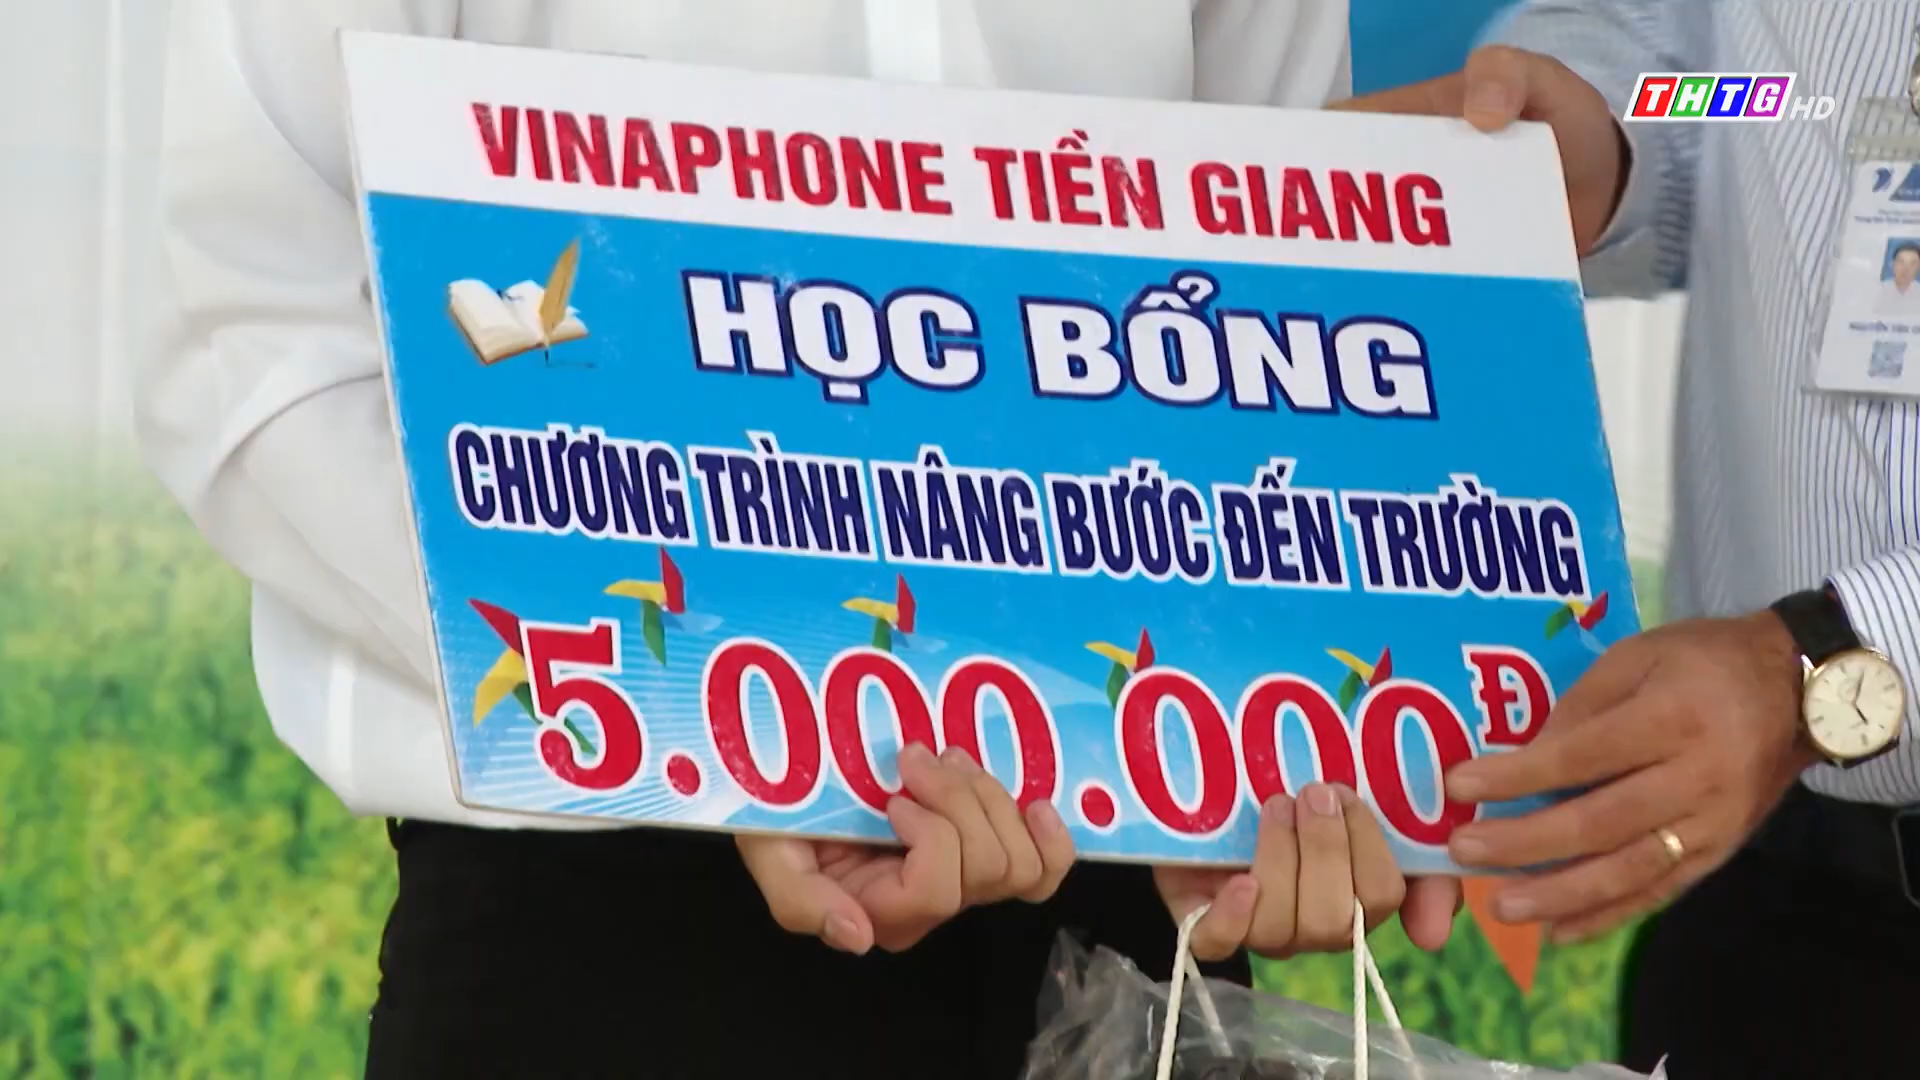 THTG HD
VINAPHONE TIỀN GIANG
HỌC BỔNG
CHƯƠNG TRÌNH NÂNG BƯỚC ĐẾN TRƯỜNG
5.000.000Đ